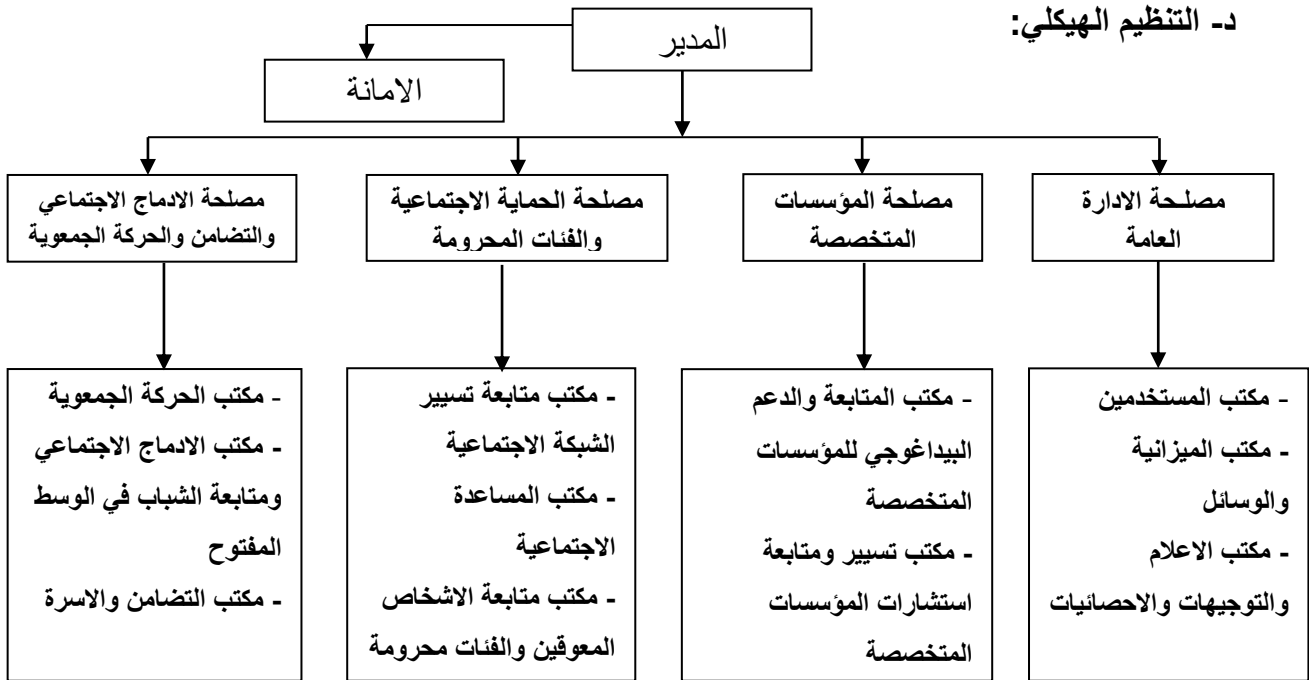 د- التنظيم الهيكلي:
المدير
الامانة
مصلحة الادارة
العامة
مصلحة المؤسسات
المتخصصة
مصلحة الحماية الاجتماعية
والفئات المحرومة
مصلحة الادماج الاجتماعي
والتضامن والحركة الجمعوية
- مكتب المستخدمين
- مكتب الميزانية
والوسائل
- مكتب الاعلام
والتوجيهات والاحصائيات
- مكتب المتابعة والدعم
البيداغوجي للمؤسسات
المتخصصة
- مكتب تسيير ومتابعة
استشارات المؤسسات
المتخصصة
- مكتب متابعة تسيير
الشبكة الاجتماعية
- مكتب المساعدة
الاجتماعية
- مكتب متابعة الاشخاص
المعوقين والفئات محرومة
- مكتب الحركة الجمعوية
- مكتب الادماج الاجتماعي
ومتابعة الشباب في الوسط
المفتوح
- مكتب التضامن والاسرة